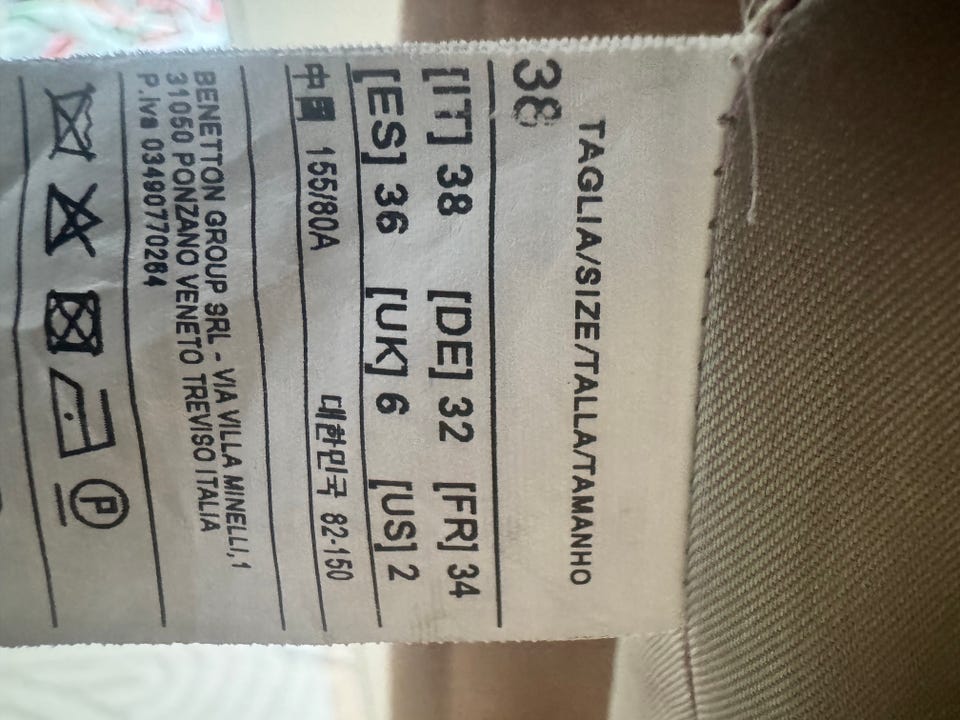 TAGLIA/SIZE/TALLA/TAMANHO
38
[IT] 38 [DE] 32 [FR] 34
[ES] 36 [UK] 6 [US] 2
中国 155/80A 대한민국 82-150
BENETTON GROUP SRL - VIA VILLA MINELLI,1
31050 PONZANO VENETO TREVISO ITALIA
P.Iva 03490770264
P